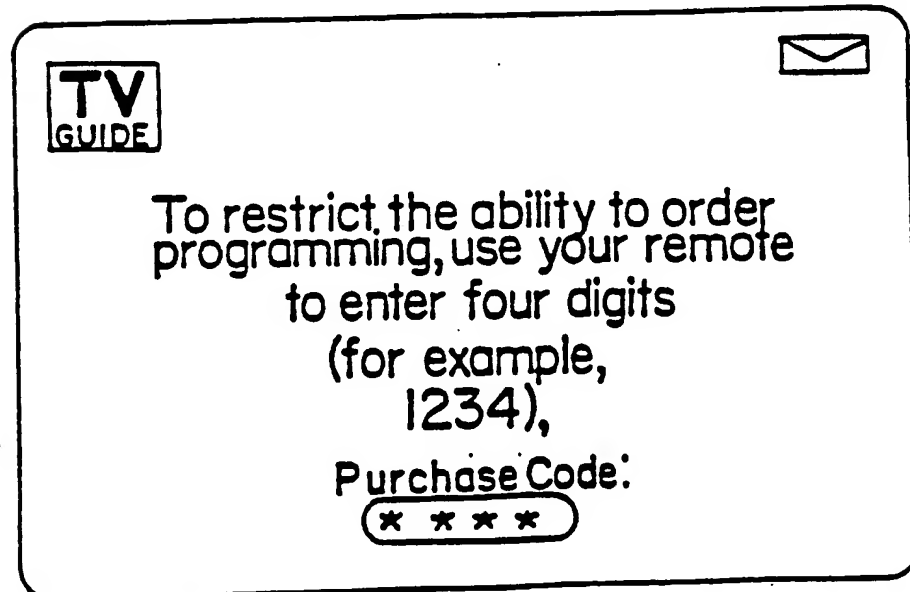 TV
GUIDE
To restrict the ability to order
programming, use your remote
to enter four digits
(for example,
1234),
Purchase Code:
* * * *